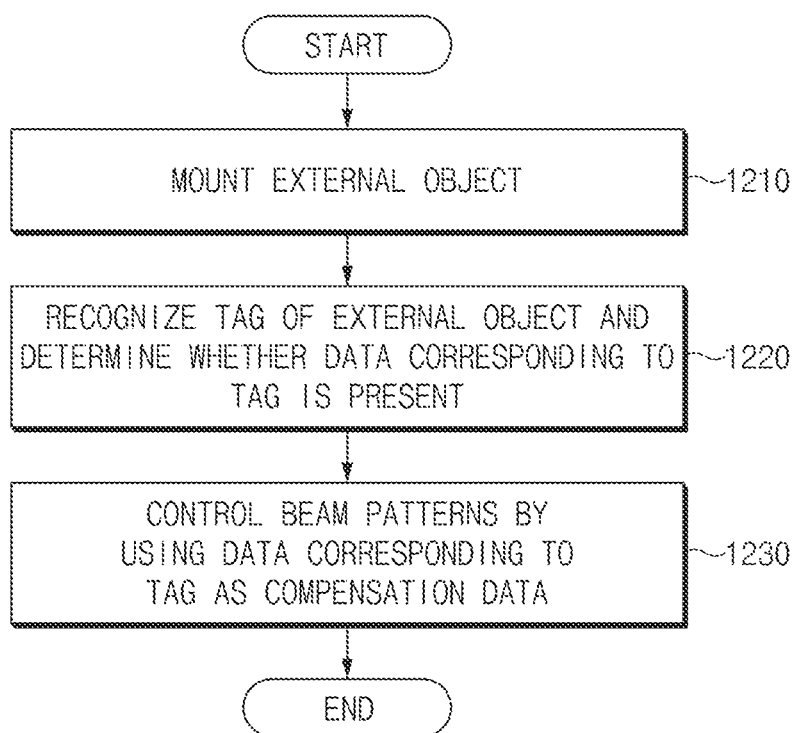 START
MOUNT EXTERNAL OBJECT
1210
RECOGNIZE TAG OF EXTERNAL OBJECT AND
DETERMINE WHETHER DATA CORRESPONDING TO
TAG IS PRESENT
1220
CONTROL BEAM PATTERNS BY
USING DATA CORRESPONDING TO
TAG AS COMPENSATION DATA
1230
END